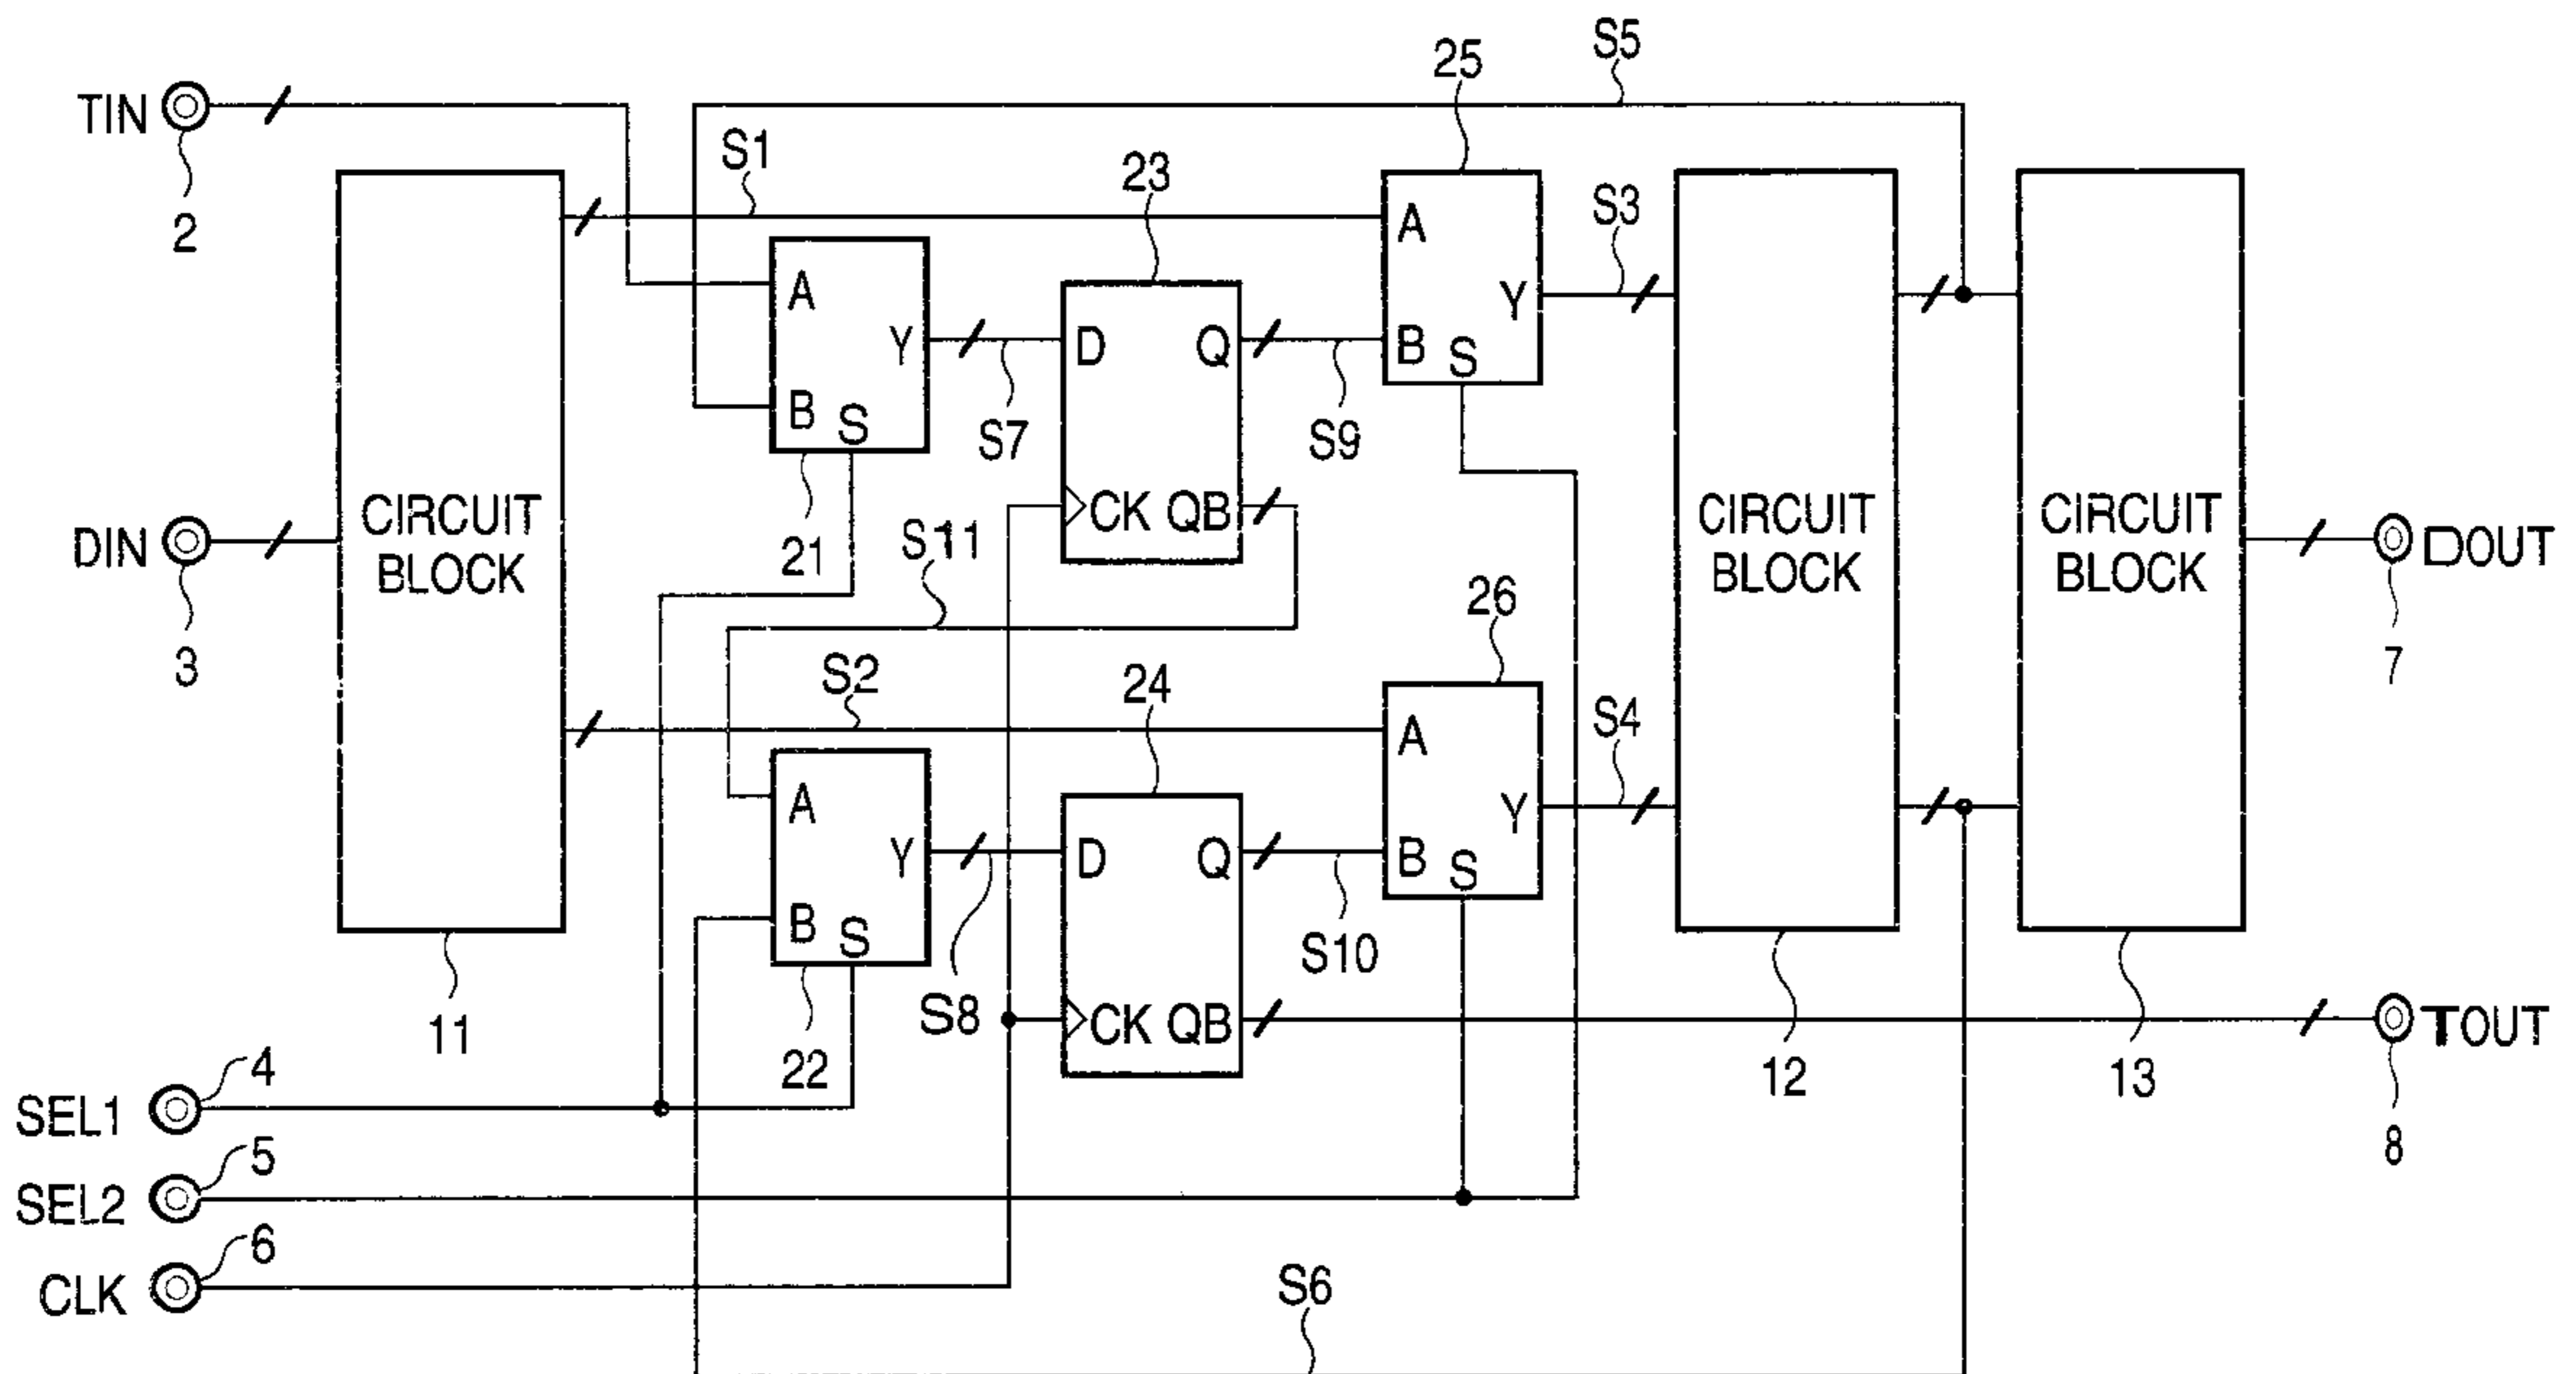 S5
25
TIN
S1
23
2
S3
A
A
Y
Y
D
Q
B
S
B
S
S7
S9
CIRCUIT
BLOCK
CIRCUIT
BLOCK
CIRCUIT
BLOCK
DIN
CK QB
DOUT
21
S11
26
3
7
S2
24
S4
A
A
Y
Y
D
Q
B
S
B
S
S10
S8
CK QB
TOUT
11
22
12
13
4
SEL1
8
5
SEL2
6
CLK
S6